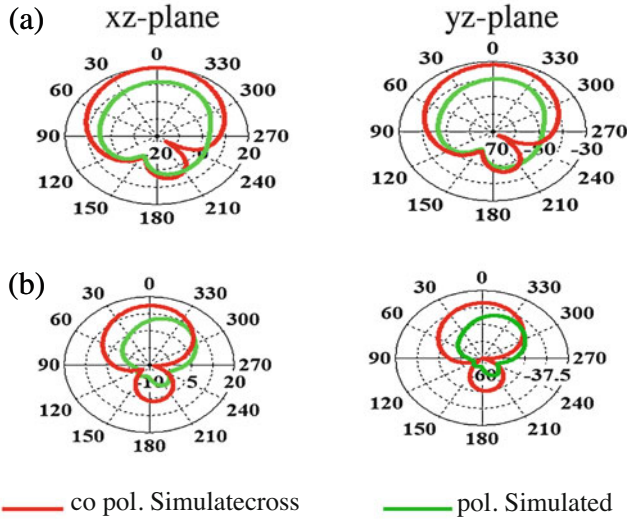 (a) xz-plane yz-plane
0 0
30 330 30 330
60 300 60 300
90 270 90 270
-20 20 -70 -50 -30
120 240 120 240
150 210 150 210
180 180
(b)
0 0
30 330 30 330
60 300 60 300
90 270 90 270
-10 5 20 -60 -37.5
120 240 120 240
150 210 150 210
180 180
co pol. Simulatecross pol. Simulated